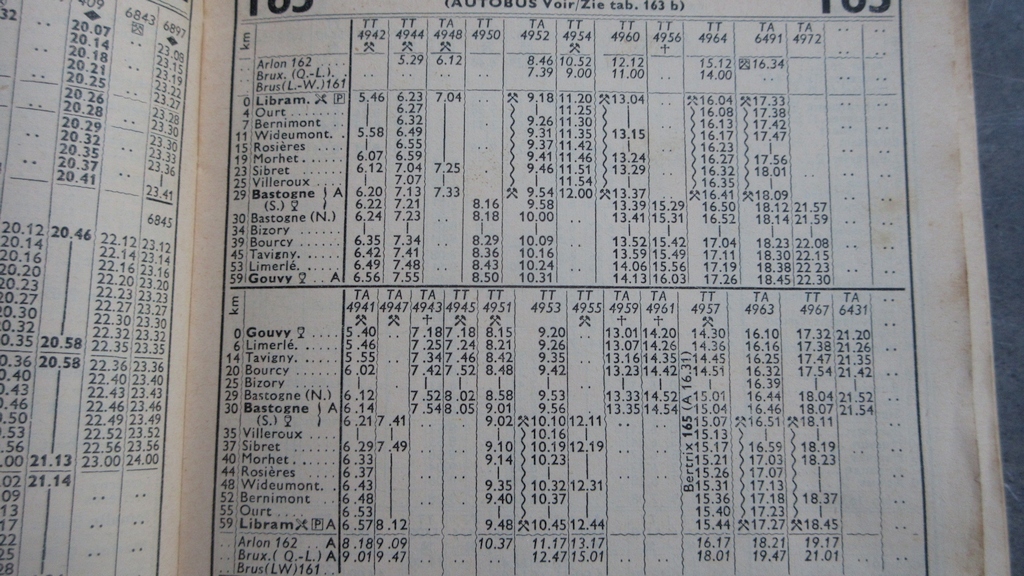 165 (AUTOBUS Voir/Zie tab. 163 b) 165
km TT TT TA TT TA TT TA TT TT TA TA
4942 4944 4948 4950 4952 4954 4960 4956 4964 6491 4972
Arlon 162 5.29 6.12 8.46 10.52 12.12 15.12 16.34
Brux. (Q.-L.) 7.39 9.00 11.00 14.00
Brus(L.-W.)161
0 Libram. 5.46 6.23 7.04 9.18 11.20 13.04 16.04 17.33
4 Ourt 6.27 11.25 16.08 17.38
7 Bernimont 6.32 9.26 11.30 16.13 17.42
11 Wideumont 5.58 6.49 9.31 11.35 13.15 16.17 17.47
15 Rosières 6.55 9.37 11.42 16.23
19 Morhet 6.07 6.59 9.41 11.46 13.24 16.27 17.56
23 Sibret 6.12 7.04 7.25 9.46 11.51 13.29 16.32 18.01
25 Villeroux 7.07 11.54 16.35
29 Bastogne A 6.20 7.13 7.33 9.54 12.00 13.37 16.41 18.09
(S.) 6.22 7.21 8.16 9.58 13.39 15.29 16.50 18.12 21.57
30 Bastogne (N.) 6.24 7.23 8.18 10.00 13.41 15.31 16.52 18.14 21.59
34 Bizory
39 Bourcy 6.35 7.34 8.29 10.09 13.52 15.42 17.04 18.23 22.08
45 Tavigny 6.42 7.41 8.36 10.16 13.59 15.49 17.11 18.30 22.15
53 Limerlé. 6.49 7.48 8.43 10.24 14.06 15.56 17.19 18.38 22 23
59 Gouvy A 6.56 7.55 8.50 10.31 14.13 16.03 17.26 18.45 22.30
km TA TA TA TT TT TT TT TA TA TT TA TT TA
4941 4947 4943 4945 4951 4953 4955 4959 4961 4957 4963 4967 6431
0 Gouvy 5.40 7.18 7.18 8.15 9.20 13.01 14.20 14.30 16.10 17.32 21.20
6 Limerlé. 5.46 7.25 7.24 8.21 9.26 13.07 14.26 14.36 16.16 17.38 21.26
14 Tavigny. 5.55 7.34 7.46 8.42 9.35 13.16 14.35 14.45 16.25 17.47 21.35
20 Bourcy 6.02 7.42 7.52 8.48 9.42 13.23 14.42 14.51 16.32 17.54 21.42
25 Bizory 16.39
29 Bastogne (N.) 6.12 7.52 8.02 8.58 9.53 13.33 14.52 15.01 16.44 18.04 21.52
30 Bastogne A 6.14 7.54 8.05 9.01 9.56 13.35 14.54 15.04 16.46 18.07 21.54
(S.) 6.21 7.41 9.02 10.10 12.11 15.07 16.51 18.11
35 Villeroux 10.16 15.13
37 Sibret 6.29 7.49 9.10 10.19 12.19 15.17 16.59 18.19
40 Morhet 6.33 9.14 10.23 15.21 17.03 18.23
44 Rosières 6.37 15.26 17.07
48 Wideumont. 6.43 9.35 10.32 12.31 15.31 17.13
52 Bernimont 6.48 9.40 10.37 15.36 17.18 18.37
55 Ourt 6.53 15.40 17.23
59 Libram. A 6.57 8.12 9.48 10.45 12.44 15.44 17.27 18.45
Arlon 162 A 8.18 9.09 10.37 11.17 13.17 16.17 18.21 19.17
Brux.(Q.-L.) A 9.01 9.47 12.47 15.01 18.01 19.47 21.01
Brus(LW)161
Bertrix 165 (A 16.31)